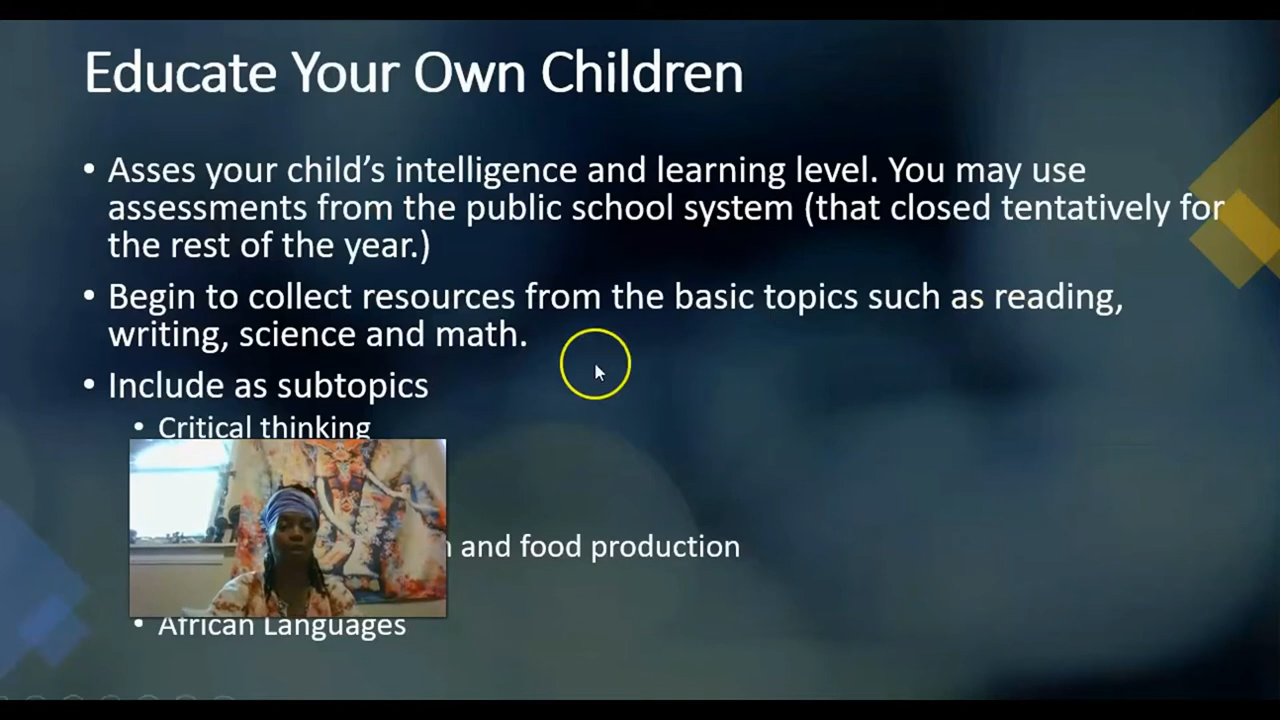 Educate Your Own Children
• Asses your child's intelligence and learning level. You may use
assessments from the public school system (that closed tentatively for
the rest of the year.)
• Begin to collect resources from the basic topics such as reading,
writing, science and math.
• Include as subtopics
• Critical thinking
and food production
• African Languages